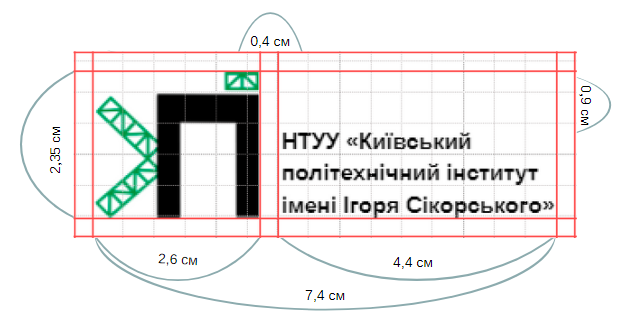 0,4 см
0,9 см
2,35 см
НТУУ «Київський
політехнічний інститут
імені Ігоря Сікорського»
2,6 см
4,4 см
7,4 см